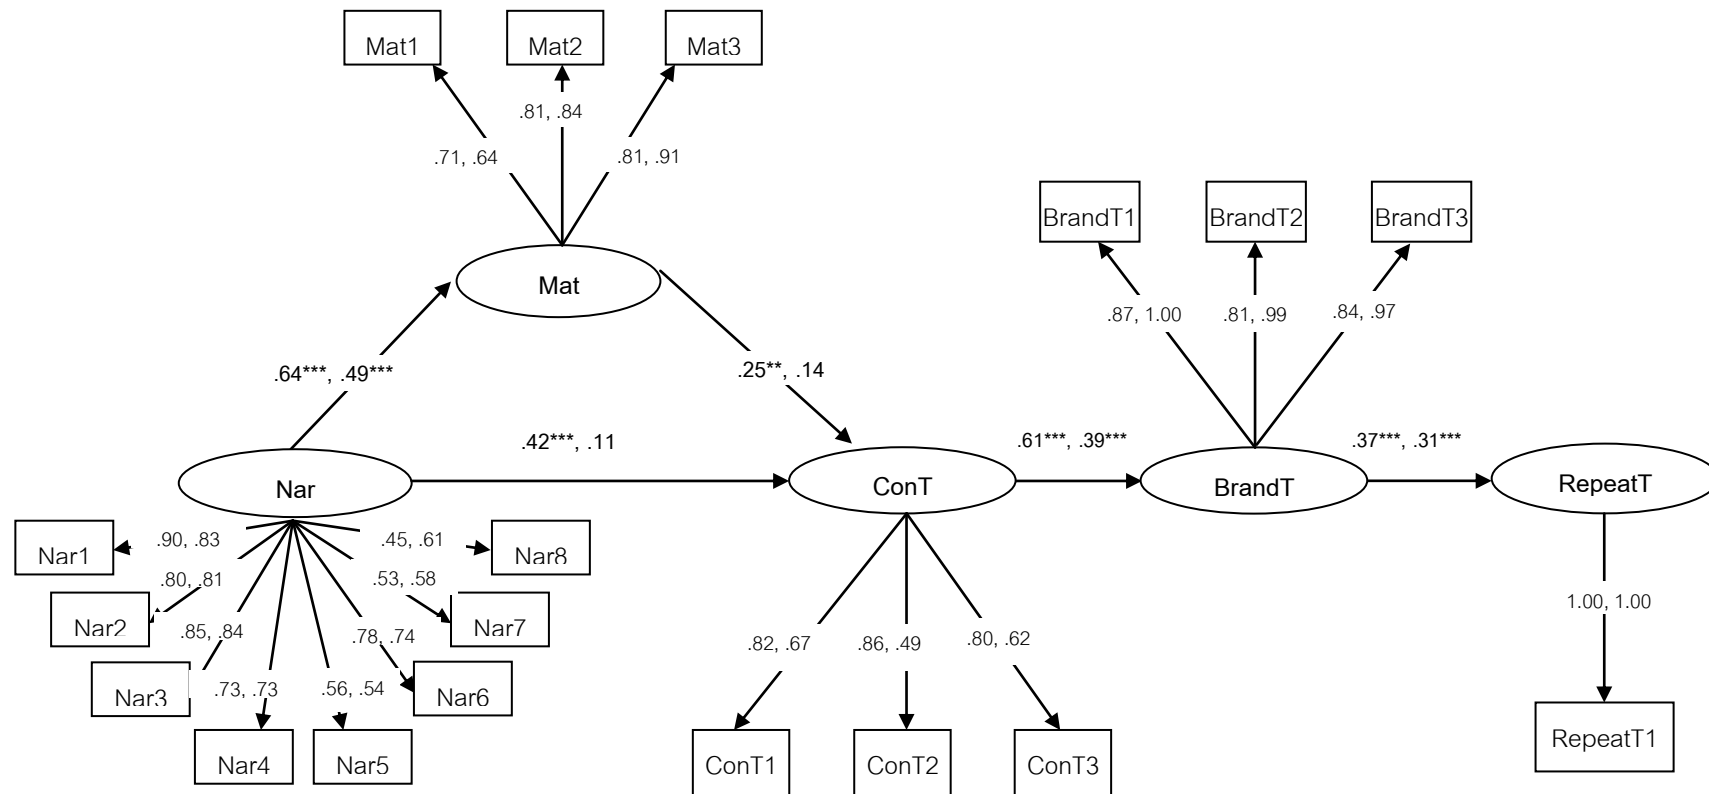 Mat1 Mat2 Mat3
.81, .84
.71, .64 .81, .91
BrandT1 BrandT2 BrandT3
Mat
.87, 1.00 .81, .99 .84, .97
.64***, .49*** .25**, .14
.42***, .11 .61***, .39*** .37***, .31***
Nar ConT BrandT RepeatT
Nar1 .90, .83 .45, .61 Nar8
.80, .81 .53, .58
Nar2 .85, .84 .78, .74 Nar7
1.00, 1.00
.82, .67 .86, .49 .80, .62
Nar3 .73, .73 .56, .54 Nar6
Nar4 Nar5 ConT1 ConT2 ConT3 RepeatT1